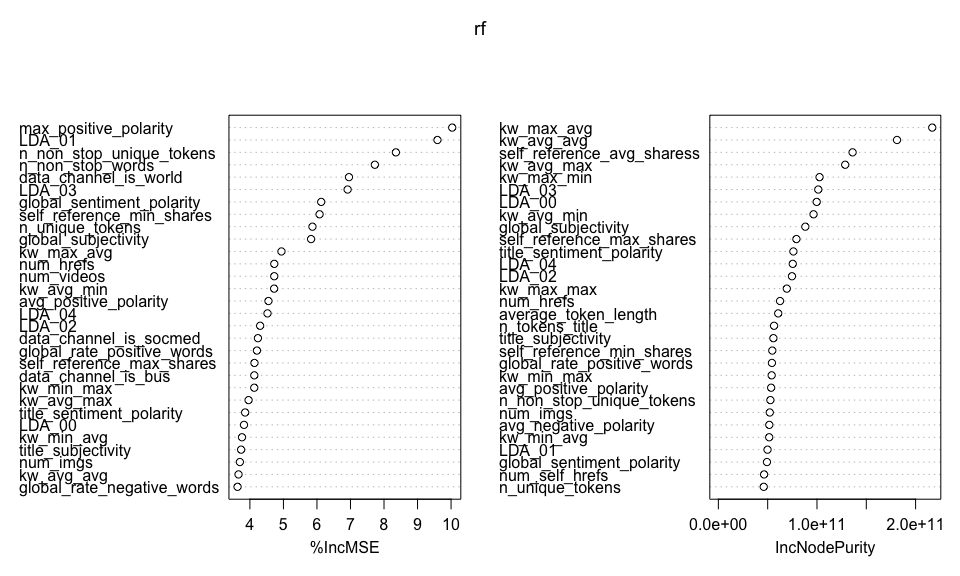 rf
max_positive_polarity
LDA_01
n_non_stop_unique_tokens
n_non_stop_words
data_channel_is_world
LDA_03
global_sentiment_polarity
self_reference_min_shares
n_unique_tokens
global_subjectivity
kw_max_avg
num_hrefs
num_videos
kw_avg_min
avg_positive_polarity
LDA_04
LDA_02
data_channel_is_socmed
global_rate_positive_words
self_reference_max_shares
data_channel_is_bus
kw_min_max
kw_avg_max
title_sentiment_polarity
LDA_00
kw_min_avg
title_subjectivity
num_imgs
kw_avg_avg
global_rate_negative_words
4 5 6 7 8 9 10
%IncMSE
kw_max_avg
kw_avg_avg
self_reference_avg_sharess
kw_avg_max
kw_max_min
LDA_03
LDA_00
kw_avg_min
global_subjectivity
self_reference_max_shares
title_sentiment_polarity
LDA_04
LDA_02
kw_max_max
num_hrefs
average_token_length
n_tokens_title
title_subjectivity
self_reference_min_shares
global_rate_positive_words
kw_min_max
avg_positive_polarity
n_non_stop_unique_tokens
num_imgs
avg_negative_polarity
kw_min_avg
LDA_01
global_sentiment_polarity
num_self_hrefs
n_unique_tokens
0.0e+00 1.0e+11 2.0e+11
IncNodePurity